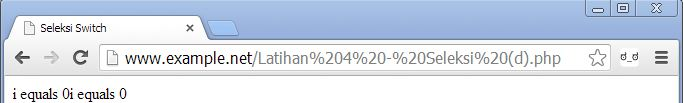 Seleksi Switch
www.example.net/Latihan%204%20-%20Seleksi%20(d).php
i equals 0i equals 0